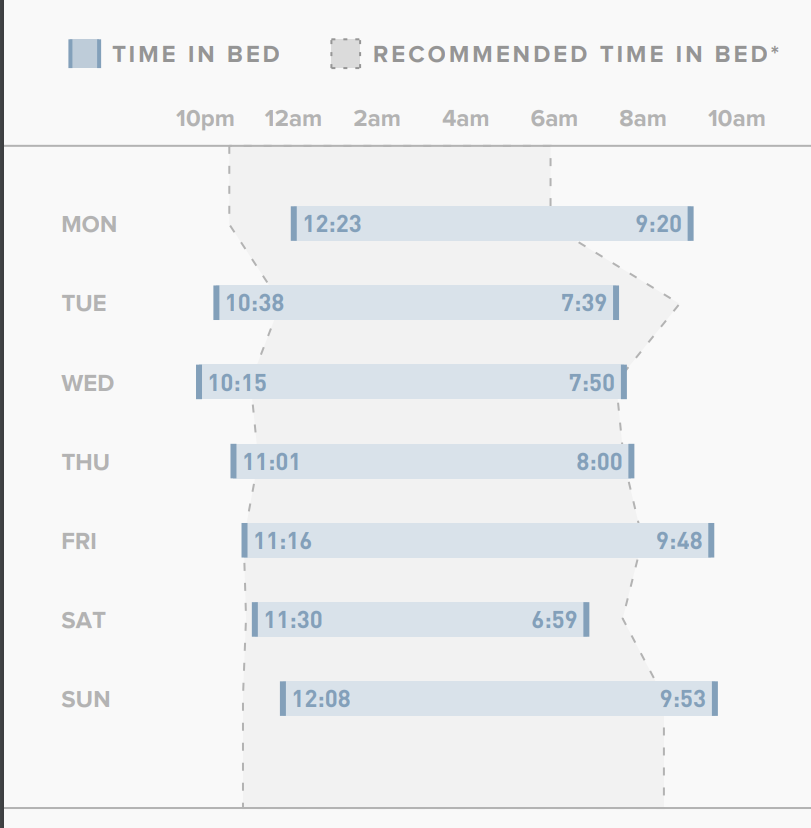 TIME IN BED RECOMMENDED TIME IN BED*
10pm 12am 2am 4am 6am 8am 10am
MON 12:23 9:20
TUE 10:38 7:39
WED 10:15 7:50
THU 11:01 8:00
FRI 11:16 9:48
SAT 11:30 6:59
SUN 12:08 9:53